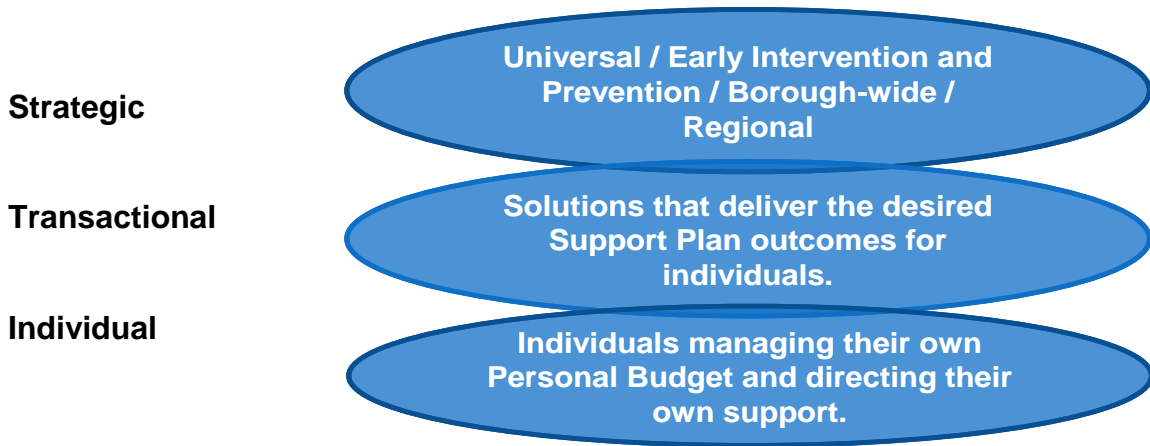 Strategic
Universal / Early Intervention and
Prevention / Borough-wide /
Regional
Transactional
Solutions that deliver the desired
Support Plan outcomes for
individuals.
Individual
Individuals managing their own
Personal Budget and directing their
own support.